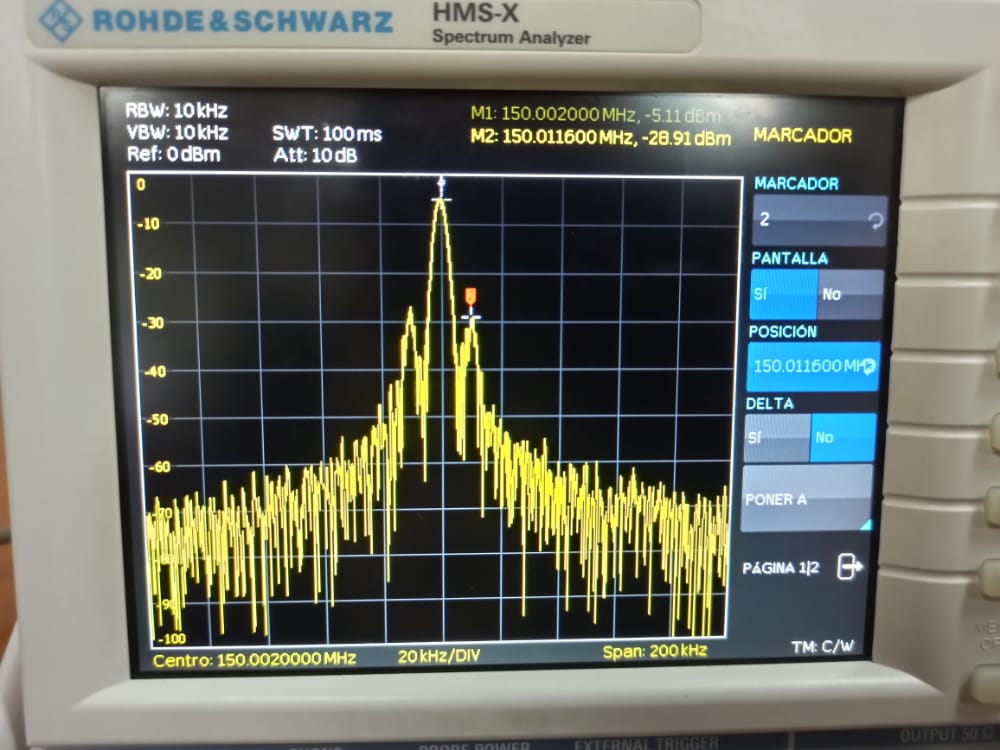 ROHDE&SCHWARZ
HMS-X
Spectrum Analyzer
RBW: 10 kHz
VBW: 10 kHz
SWT: 100 ms
Ref: 0 dBm
Att: 10 dB
M1: 150.002000 MHz, -5.11 dBm
M2: 150.011600 MHz, -28.91 dBm
MARCADOR
0
-10
-20
-30
-40
-50
-60
-70
-90
-100
MARCADOR
2
PANTALLA
Sí No
POSICIÓN
150.011600 MHz
DELTA
Sí No
PONER A
PÁGINA 1|2
Centro: 150.0020000 MHz
20 kHz/DIV
Span: 200 kHz
TM: C/W
PROBE POWER
EXTERNAL TRIGGER
OUTPUT 50 Ω